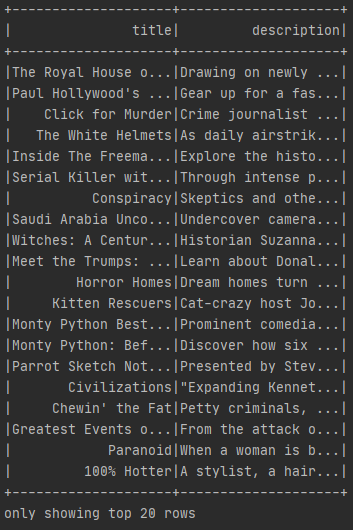 +--------------------+--------------------+
|               title|         description|
+--------------------+--------------------+
|The Royal House o...|Drawing on newly ...|
|Paul Hollywood's ...|Gear up for a fas...|
|    Click for Murder|Crime journalist ...|
|   The White Helmets|As daily airstrik...|
|Inside The Freema...|Explore the histo...|
|Serial Killer wit...|Through intense p...|
|          Conspiracy|Skeptics and othe...|
|Saudi Arabia Unco...|Undercover camera...|
|Witches: A Centur...|Historian Suzanna...|
|Meet the Trumps: ...|Learn about Donal...|
|        Horror Homes|Dream homes turn ...|
|     Kitten Rescuers|Cat-crazy host Jo...|
|Monty Python Best...|Prominent comedia...|
|Monty Python: Bef...|Discover how six ...|
|Parrot Sketch Not...|Presented by Stev...|
|       Civilizations|"Expanding Kennet...|
|     Chewin' the Fat|Petty criminals, ...|
|Greatest Events o...|From the attack o...|
|            Paranoid|When a woman is b...|
|         100% Hotter|A stylist, a hair...|
+--------------------+--------------------+
only showing top 20 rows